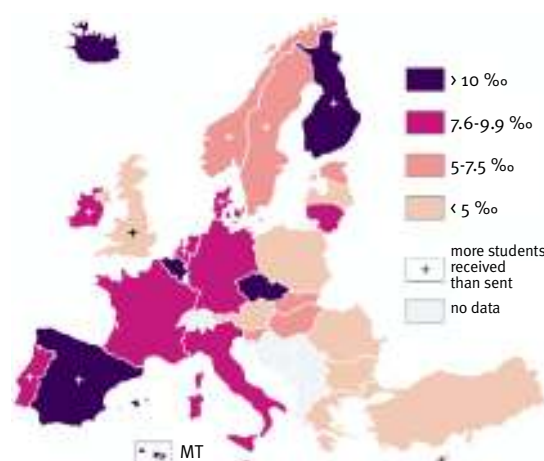 › 10 ‰
7.6-9.9 ‰
5-7.5 ‰
‹ 5 ‰
more students
received
than sent
no data
MT